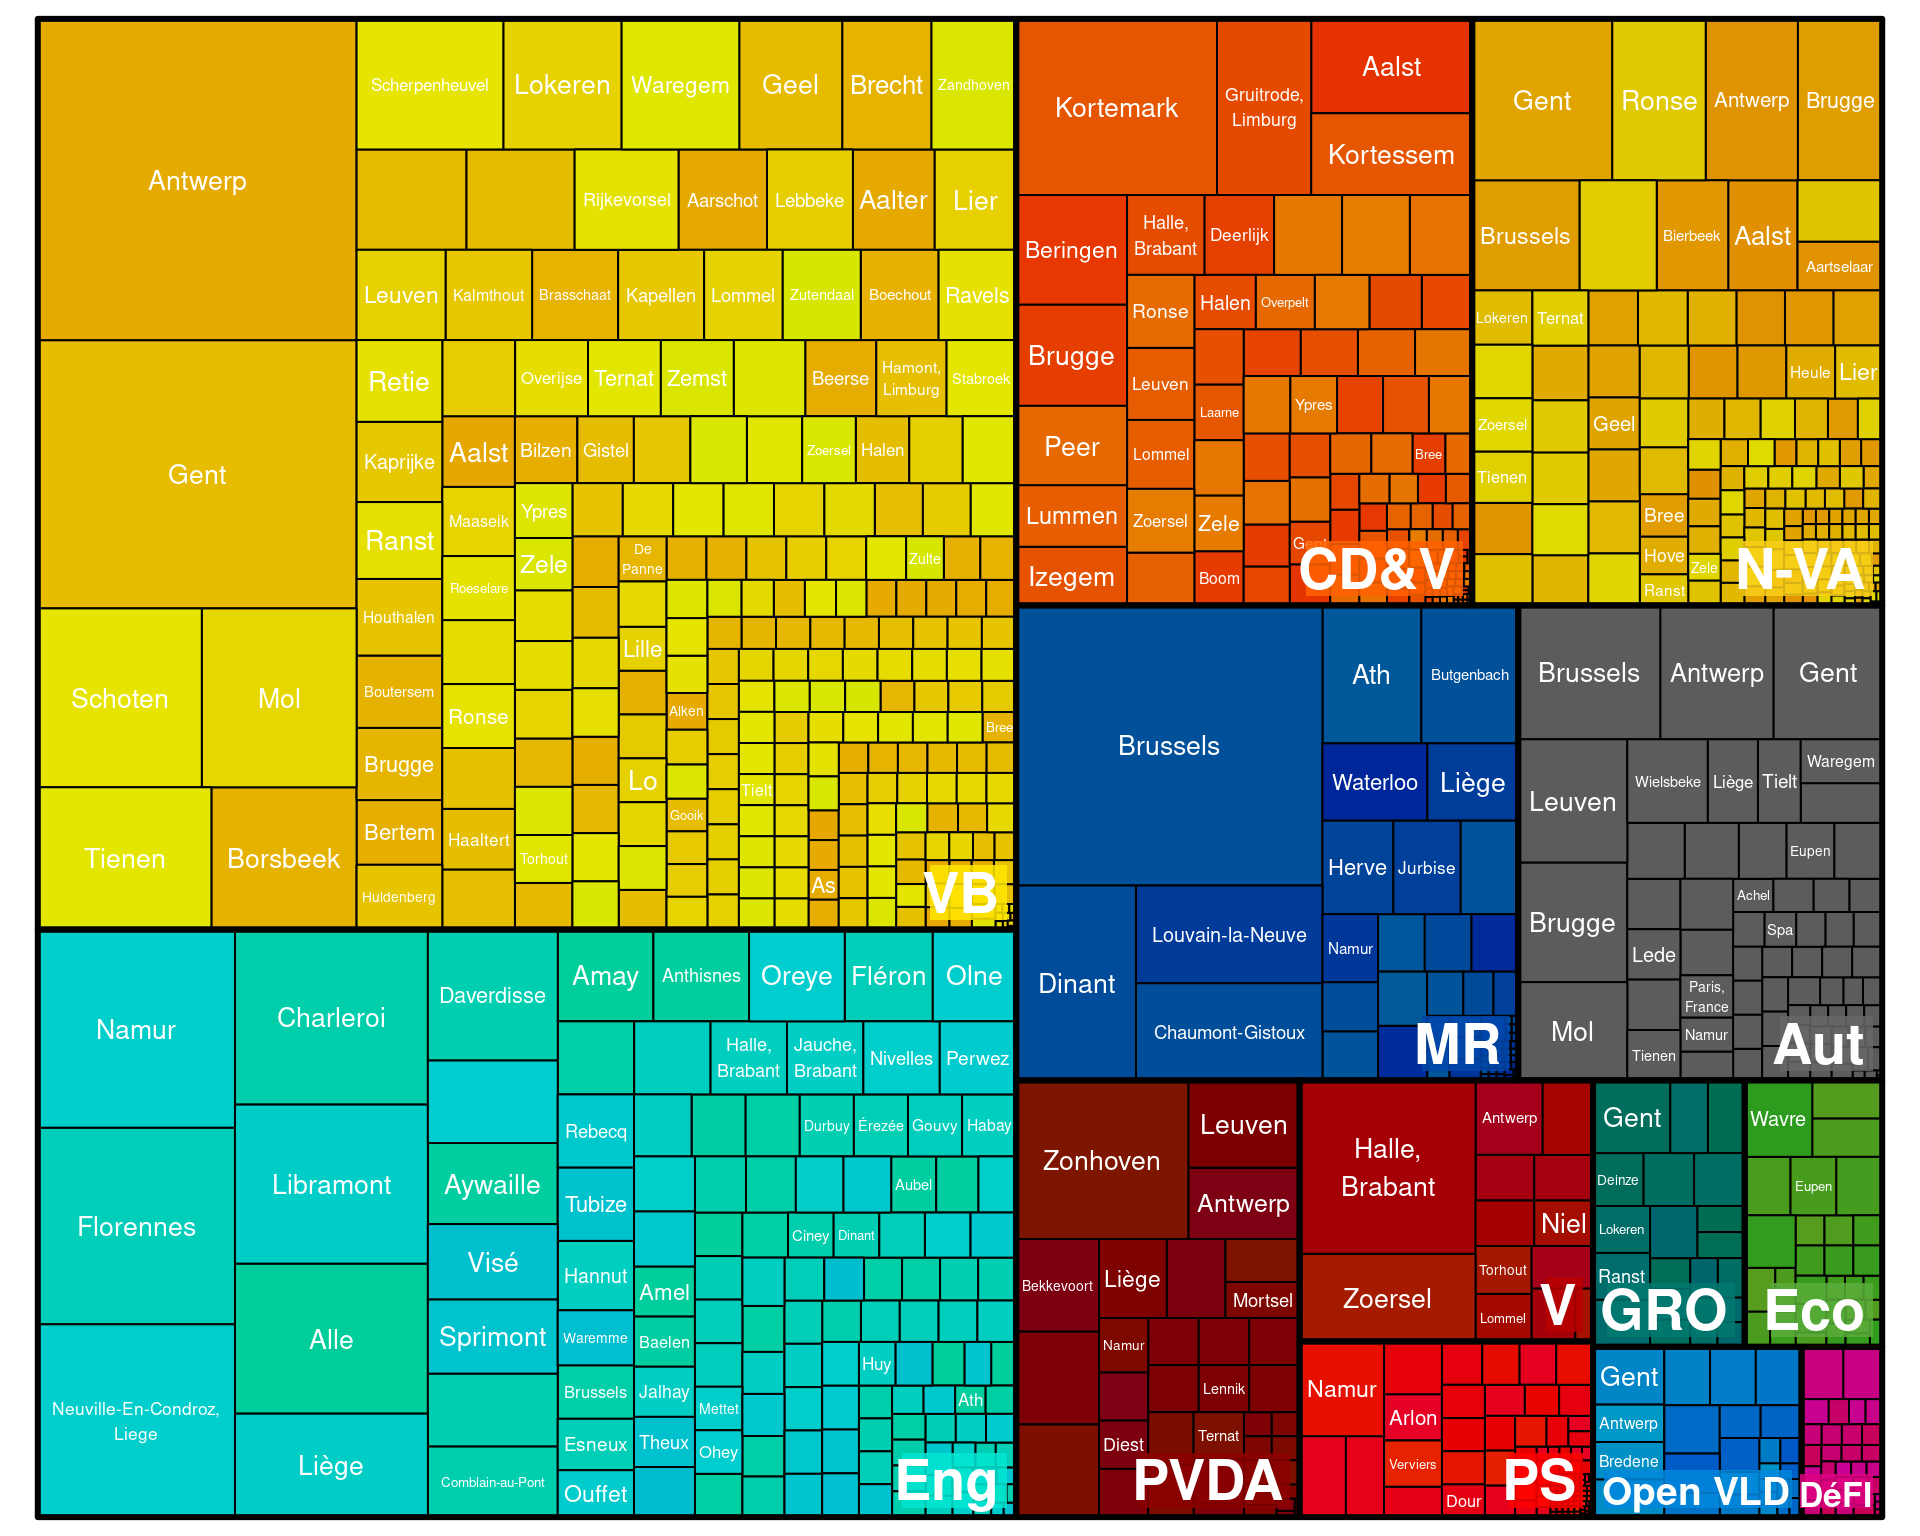 Antwerp
Scherpenheuvel
Lokeren
Waregem
Geel
Brecht
Zandhoven
Rijkevorsel
Aarschot
Lebbeke
Aalter
Lier
Leuven
Kalmthout
Brasschaat
Kapellen
Lommel
Zutendaal
Boechout
Ravels
Gent
Retie
Overijse
Ternat
Zemst
Beerse
Hamont,
Limburg
Stabroek
Kaprijke
Aalst
Bilzen
Gistel
Zoersel
Halen
Maaseik
Ypres
Ranst
Zele
De
Panne
Zulte
Roeselare
Houthalen
Lille
Schoten
Mol
Boutersem
Ronse
Alken
Bree
Brugge
Lo
Tielt
Gooik
Tienen
Borsbeek
Bertem
Haaltert
Torhout
As
Huldenberg
VB
Kortemark
Gruitrode,
Limburg
Aalst
Kortessem
Beringen
Halle,
Brabant
Deerlijk
Ronse
Halen
Overpelt
Brugge
Leuven
Laarne
Ypres
Peer
Lommel
Bree
Lummen
Zoersel
Zele
Gent
Izegem
Boom
CD&V
Gent
Ronse
Antwerp
Brugge
Brussels
Bierbeek
Aalst
Aartselaar
Lokeren
Ternat
Heule
Lier
Zoersel
Geel
Tienen
Bree
Hove
Zele
Ranst
N-VA
Brussels
Ath
Butgenbach
Waterloo
Liège
Herve
Jurbise
Dinant
Louvain-la-Neuve
Namur
Chaumont-Gistoux
MR
Brussels
Antwerp
Gent
Leuven
Wielsbeke
Liège
Tielt
Waregem
Eupen
Brugge
Achel
Spa
Lede
Paris,
France
Mol
Namur
Tienen
Aut
Namur
Charleroi
Daverdisse
Amay
Anthisnes
Oreye
Fléron
Olne
Halle,
Brabant
Jauche,
Brabant
Nivelles
Perwez
Florennes
Libramont
Aywaille
Rebecq
Durbuy
Érezée
Gouvy
Habay
Tubize
Aubel
Visé
Ciney
Dinant
Hannut
Amel
Alle
Sprimont
Waremme
Baelen
Huy
Neuville-En-Condroz,
Liege
Liège
Brussels
Jalhay
Mettet
Ath
Comblain-au-Pont
Esneux
Theux
Ohey
Ouffet
Eng
Zonhoven
Leuven
Antwerp
Bekkevoort
Liège
Mortsel
Namur
Lennik
Diest
Ternat
PVDA
Halle,
Brabant
Antwerp
Niel
Zoersel
Torhout
Lommel
V
Gent
Deinze
Lokeren
Ranst
GRO
Wavre
Eupen
Eco
Namur
Arlon
Verviers
Dour
PS
Gent
Antwerp
Bredene
Open VLD
DéFI